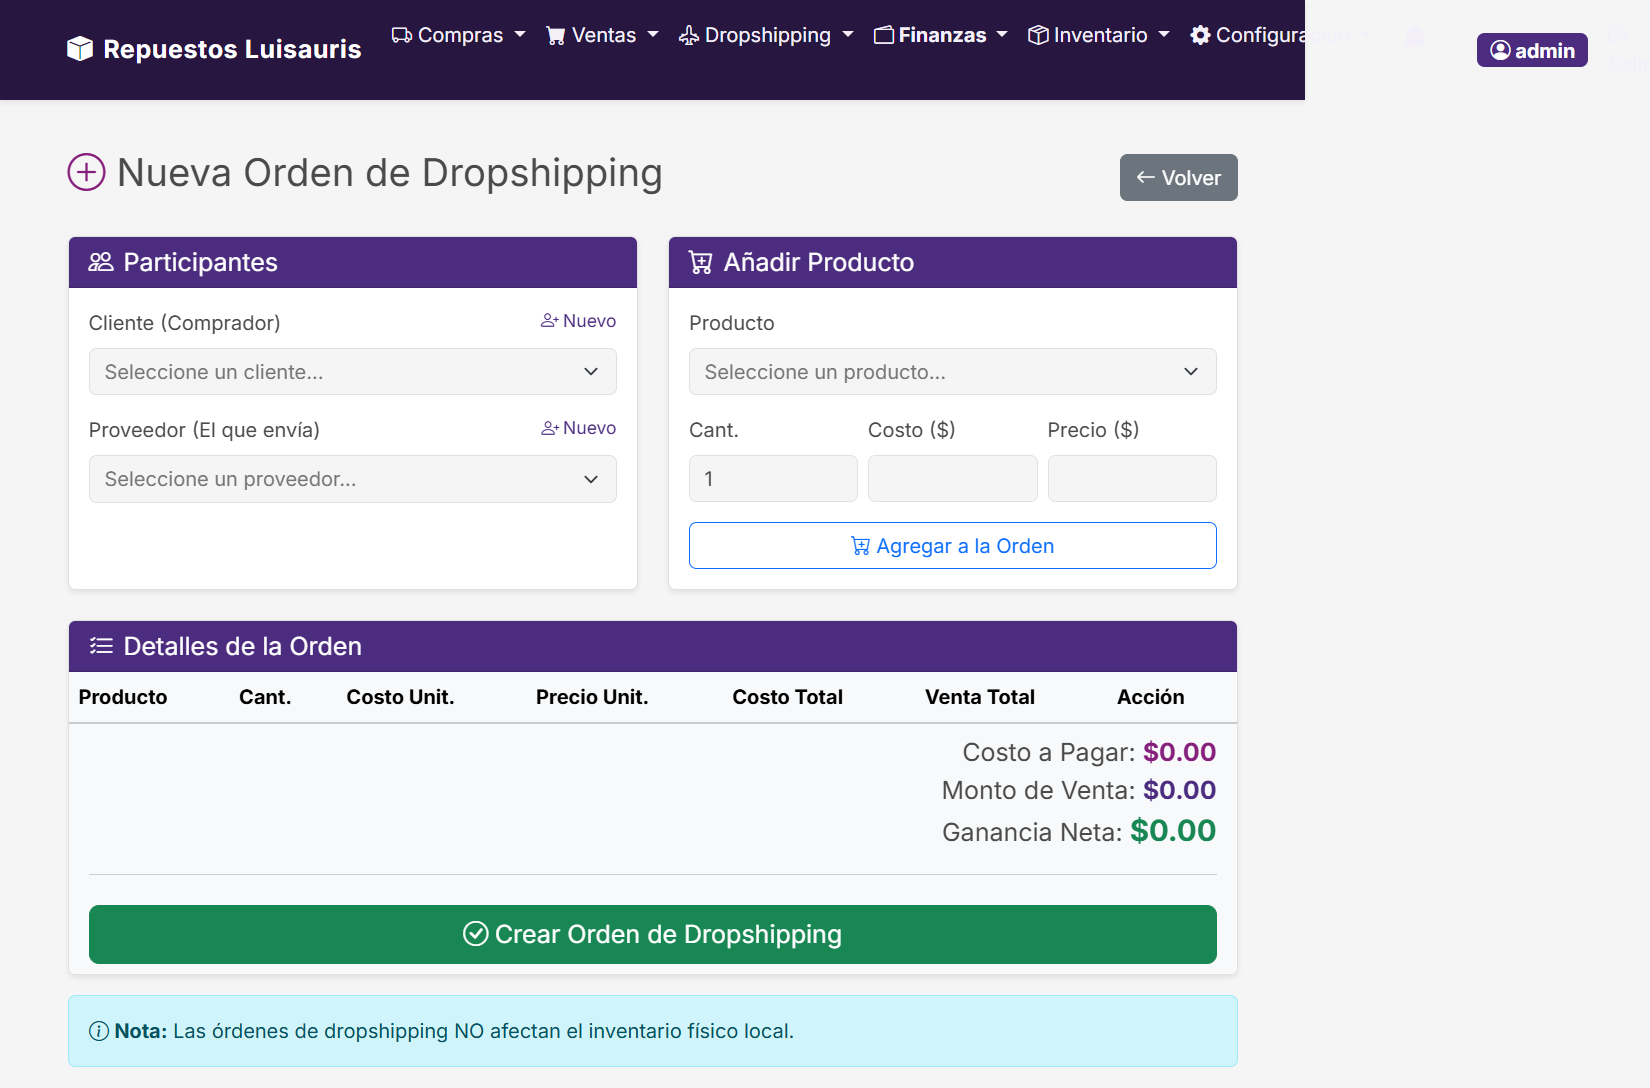 Repuestos Luisauris
Compras
Ventas
Dropshipping
Finanzas
Inventario
Configura
admin
Nueva Orden de Dropshipping
Volver
Participantes
Cliente (Comprador)
Nuevo
Seleccione un cliente...
Proveedor (El que envía)
Nuevo
Seleccione un proveedor...
Añadir Producto
Producto
Seleccione un producto...
Cant. Costo ($) Precio ($)
1
Agregar a la Orden
Detalles de la Orden
Producto Cant. Costo Unit. Precio Unit. Costo Total Venta Total Acción
Costo a Pagar: $0.00
Monto de Venta: $0.00
Ganancia Neta: $0.00
Crear Orden de Dropshipping
Nota: Las órdenes de dropshipping NO afectan el inventario físico local.